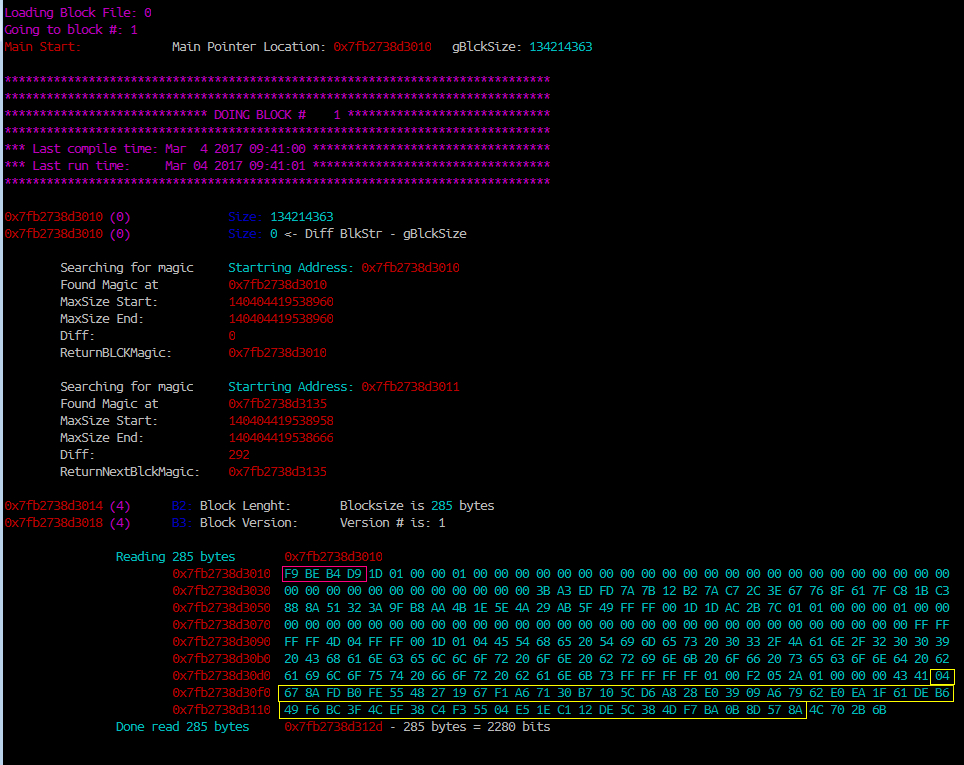 Loading Block File: 0
Going to block #: 1
Main Start: Main Pointer Location: 0x7fb2738d3010 gBlckSize: 134214363
******************************************************************************
******************************************************************************
***************************** DOING BLOCK #    1 *****************************
******************************************************************************
*** Last compile time: Mar  4 2017 09:41:00 **********************************
*** Last run time:     Mar 04 2017 09:41:01 **********************************
******************************************************************************
0x7fb2738d3010 (0) Size: 134214363
0x7fb2738d3010 (0) Size: 0 <- Diff BlkStr - gBlckSize
Searching for magic Startring Address: 0x7fb2738d3010
Found Magic at 0x7fb2738d3010
MaxSize Start: 140404419538960
MaxSize End: 140404419538960
Diff: 0
ReturnBLCKMagic: 0x7fb2738d3010
Searching for magic Startring Address: 0x7fb2738d3011
Found Magic at 0x7fb2738d3135
MaxSize Start: 140404419538958
MaxSize End: 140404419538666
Diff: 292
ReturnNextBlckMagic: 0x7fb2738d3135
0x7fb2738d3014 (4) B2: Block Lenght: Blocksize is 285 bytes
0x7fb2738d3018 (4) B3: Block Version: Version # is: 1
Reading 285 bytes 0x7fb2738d3010
0x7fb2738d3010 F9 BE B4 D9 1D 01 00 00 01 00 00 00 00 00 00 00 00 00 00 00 00 00 00 00 00 00 00 00 00 00 00 00
0x7fb2738d3030 00 00 00 00 00 00 00 00 00 00 00 00 3B A3 ED FD 7A 7B 12 B2 7A C7 2C 3E 67 76 8F 61 7F C8 1B C3
0x7fb2738d3050 88 8A 51 32 3A 9F B8 AA 4B 1E 5E 4A 29 AB 5F 49 FF FF 00 1D 1D AC 2B 7C 01 01 00 00 00 01 00 00
0x7fb2738d3070 00 00 00 00 00 00 00 00 00 00 00 00 00 00 00 00 00 00 00 00 00 00 00 00 00 00 00 00 00 00 FF FF
0x7fb2738d3090 FF FF 4D 04 FF FF 00 1D 01 04 45 54 68 65 20 54 69 6D 65 73 20 30 33 2F 4A 61 6E 2F 32 30 30 39
0x7fb2738d30b0 20 43 68 61 6E 63 65 6C 6C 6F 72 20 6F 6E 20 62 72 69 6E 6B 20 6F 66 20 73 65 63 6F 6E 64 20 62
0x7fb2738d30d0 61 69 6C 6F 75 74 20 66 6F 72 20 62 61 6E 6B 73 FF FF FF FF 01 00 F2 05 2A 01 00 00 00 43 41 04
0x7fb2738d30f0 67 8A FD B0 FE 55 48 27 19 67 F1 A6 71 30 B7 10 5C D6 A8 28 E0 39 09 A6 79 62 E0 EA 1F 61 DE B6
0x7fb2738d3110 49 F6 BC 3F 4C EF 38 C4 F3 55 04 E5 1E C1 12 DE 5C 38 4D F7 BA 0B 8D 57 8A 4C 70 2B 6B
Done read 285 bytes 0x7fb2738d312d - 285 bytes = 2280 bits